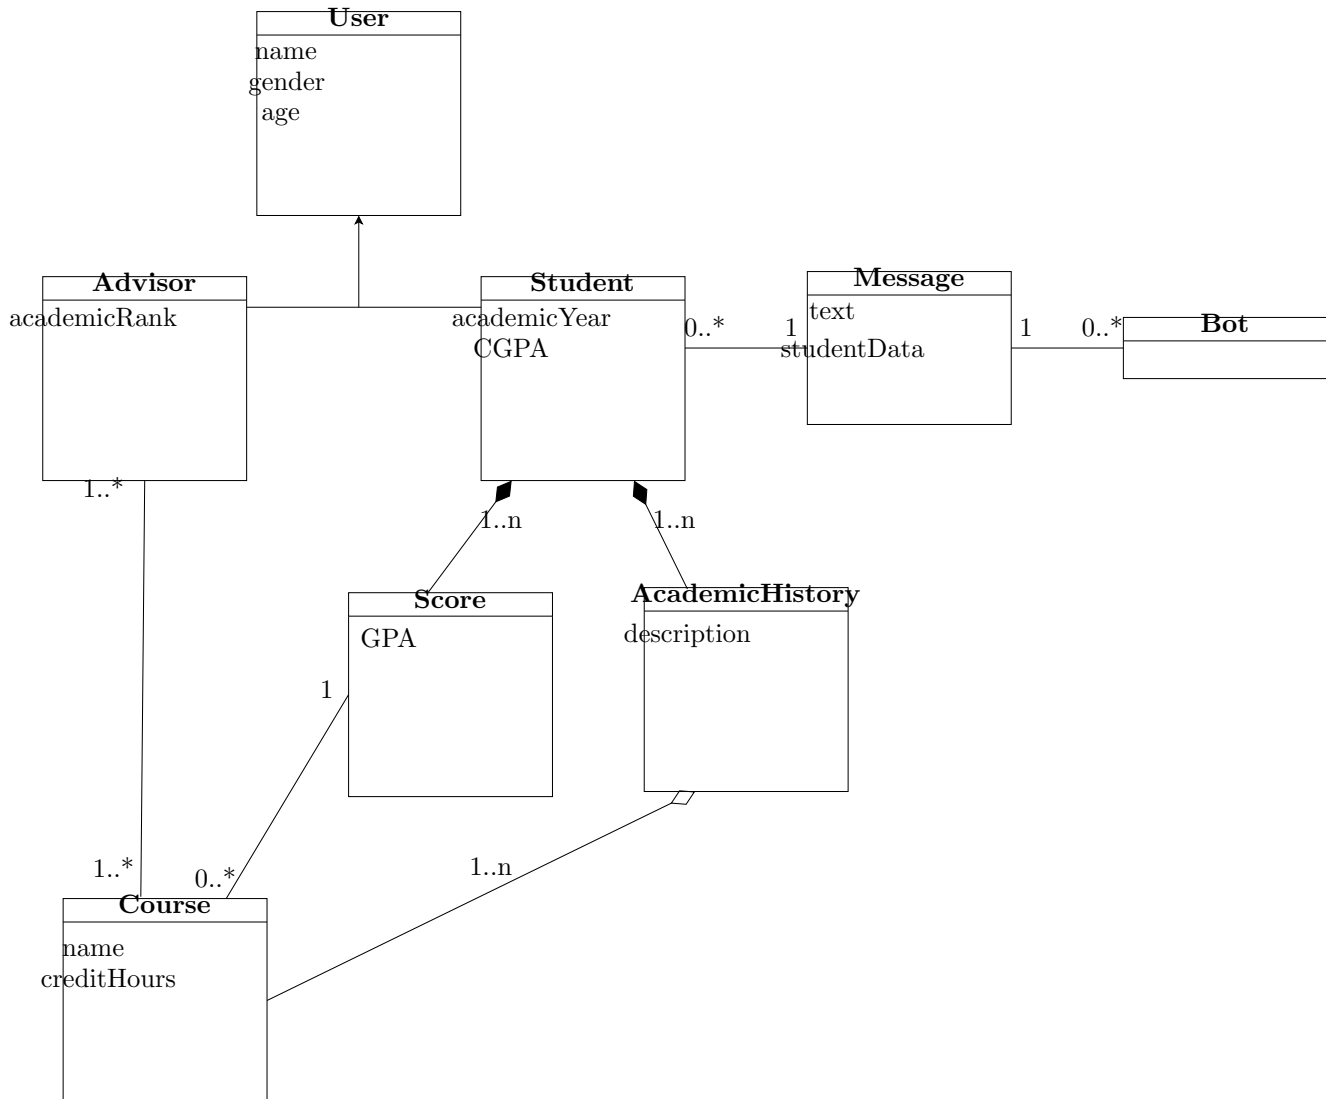 User
name
gender
age
Advisor
academicRank
Student
academicYear
CGPA
Message
text
studentData
Bot
0..*
1
1
0..*
1..*
1..n
1..n
Score
GPA
AcademicHistory
description
1
1..*
0..*
1..n
Course
name
creditHours